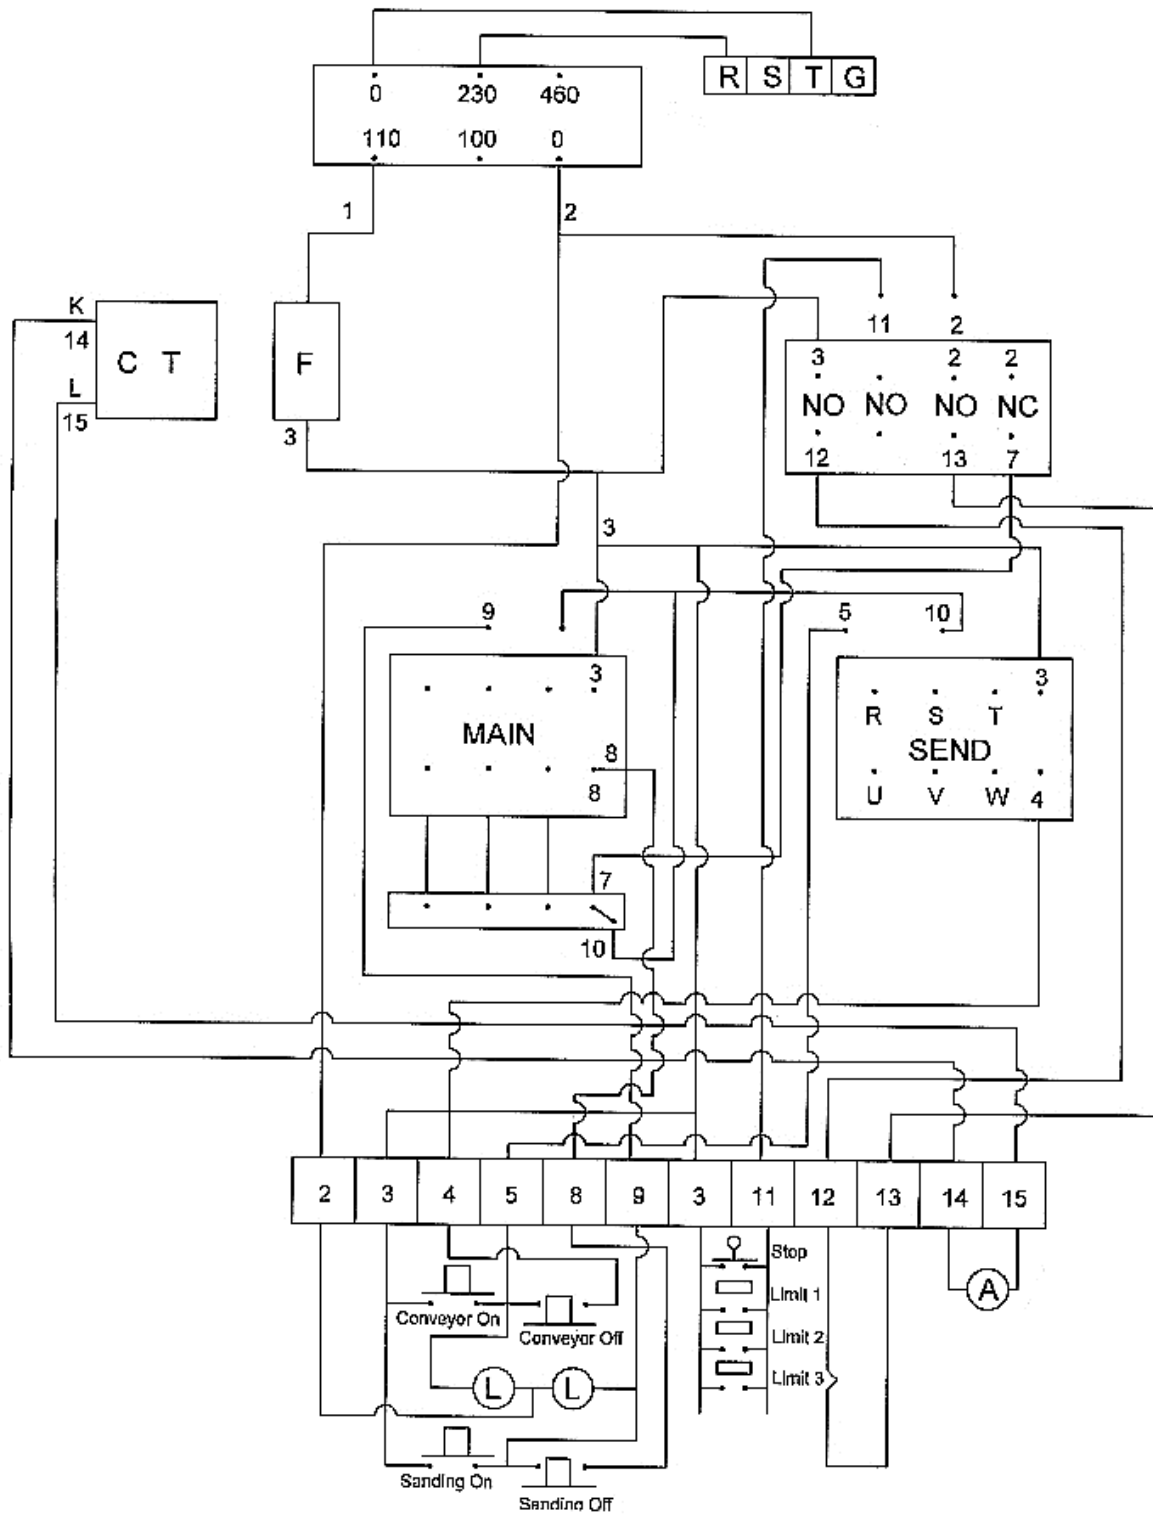 R S T G
0 230 460
110 100 0
1 2
K
14
C T
L
15
F
3
11 2
3 2 2
NO NO NO NC
12 13 7
3
9 5 10
3
MAIN
8
8
3
R S T
SEND
U V W 4
7
10
2 3 4 5 8 9 3 11 12 13 14 15
Stop
Limit 1
Limit 2
Limit 3
A
Conveyor On
Conveyor Off
L L
Sanding On
Sanding Off